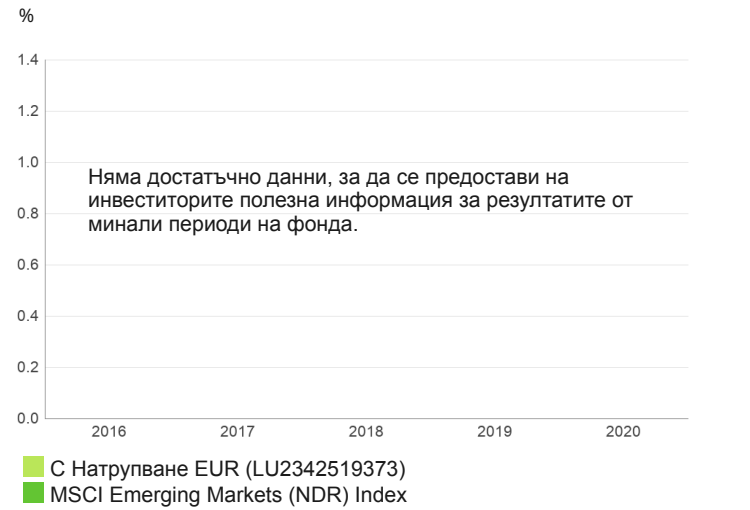 %
1.4
1.2
1.0
Няма достатъчно данни, за да се предостави на
инвеститорите полезна информация за резултатите от
минали периоди на фонда.
0.8
0.6
0.4
0.2
0.0
2016 2017 2018 2019 2020
C Натрупване EUR (LU2342519373)
MSCI Emerging Markets (NDR) Index